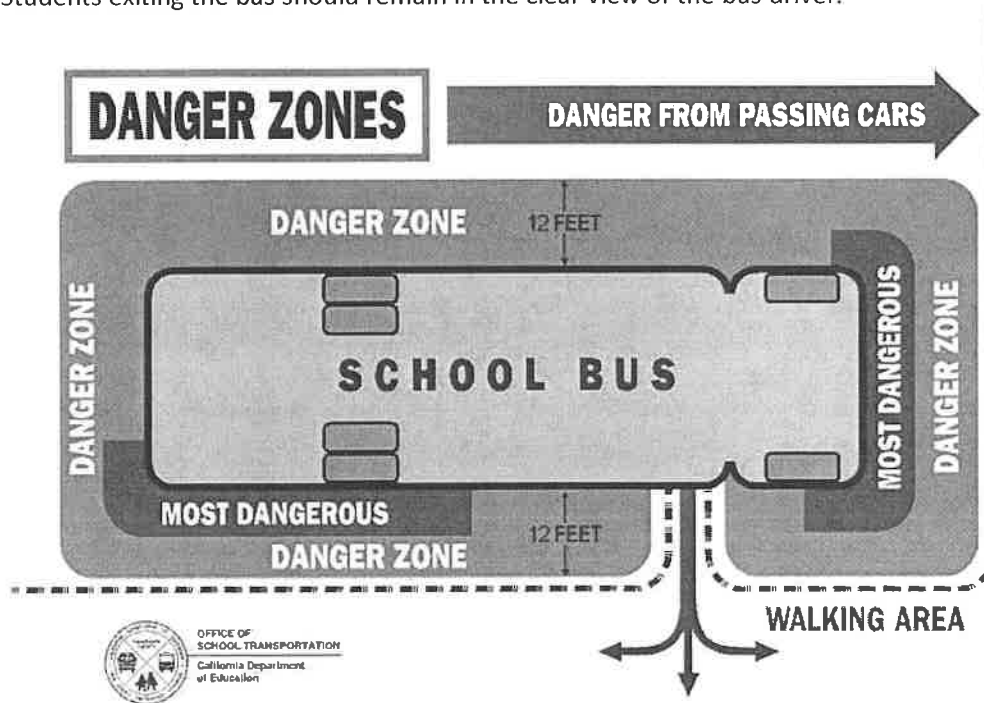 Students exiting the bus should remain in the clear view of the bus driver.
DANGER ZONES
DANGER FROM PASSING CARS
DANGER ZONE
12 FEET
DANGER ZONE
MOST DANGEROUS
DANGER ZONE
SCHOOL BUS
MOST DANGEROUS
12 FEET
DANGER ZONE
WALKING AREA
OFFICE OF
SCHOOL TRANSPORTATION
California Department
of Education